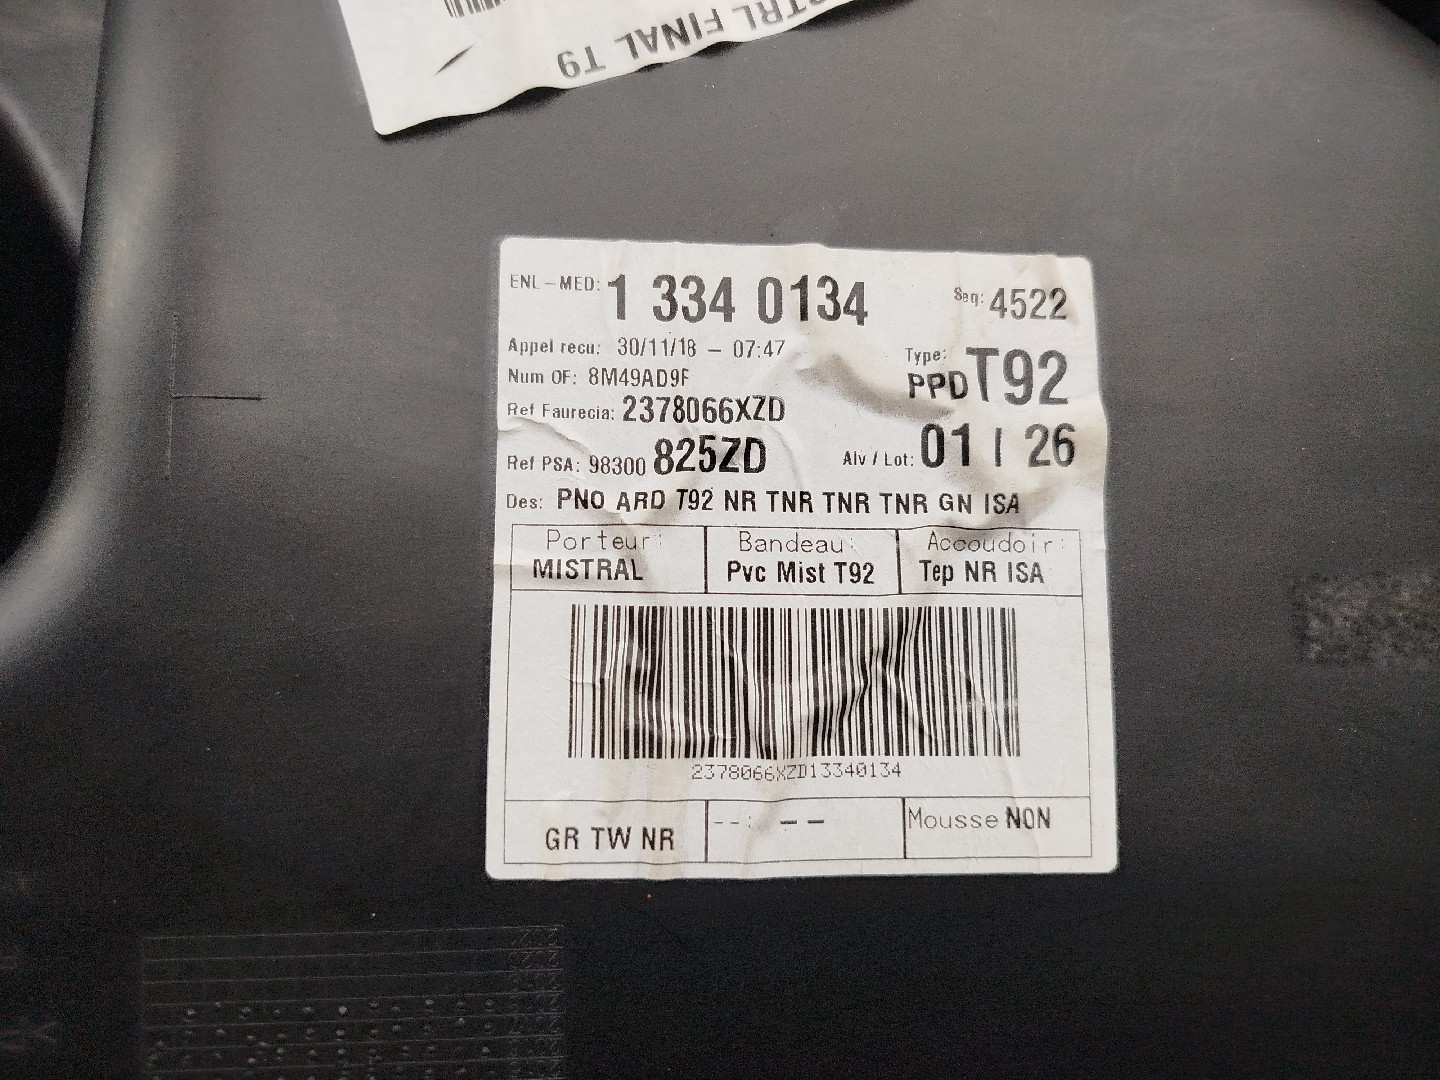 CTRL FINAL T9
ENL-MED: 1 334 0134
Seq: 4522
Appel recu: 30/11/18 - 07:47
Type: PPD T92
Num OF: 8M49AD9F
Ref Faurecia: 2378066XZD
Ref PSA: 98300 825ZD
Alv / Lot: 01 / 26
Des: PNO ARD T92 NR TNR TNR TNR GN ISA
Porteur: Bandeau: Accoudoir:
MISTRAL Pvc Mist T92 Tep NR ISA
2378066XZD13340134
GR TW NR --: -- Mousse NON